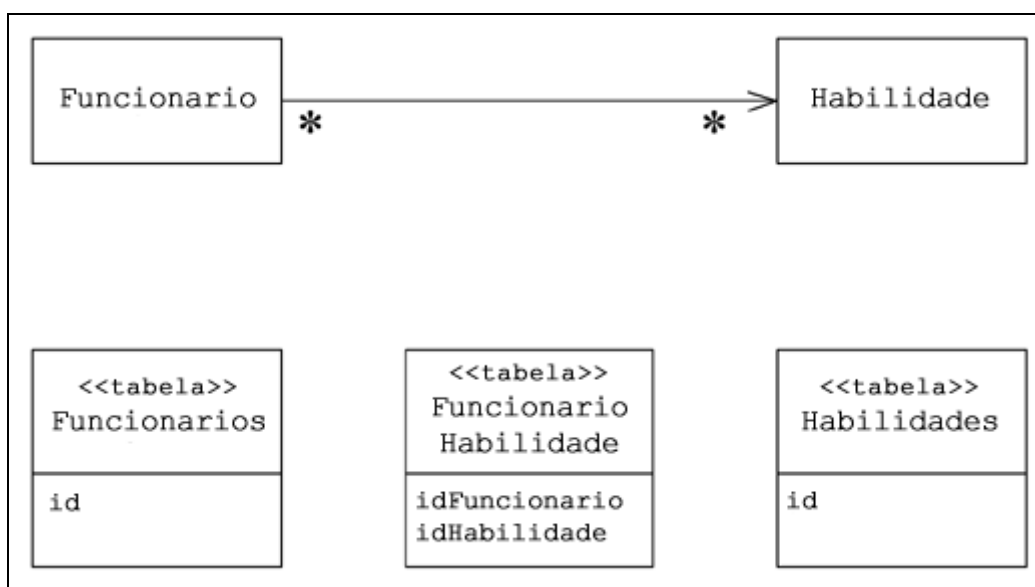 Funcionario
Habilidade
*
*
<<tabela>>
Funcionarios
id
<<tabela>>
Funcionario
Habilidade
idFuncionario
idHabilidade
<<tabela>>
Habilidades
id